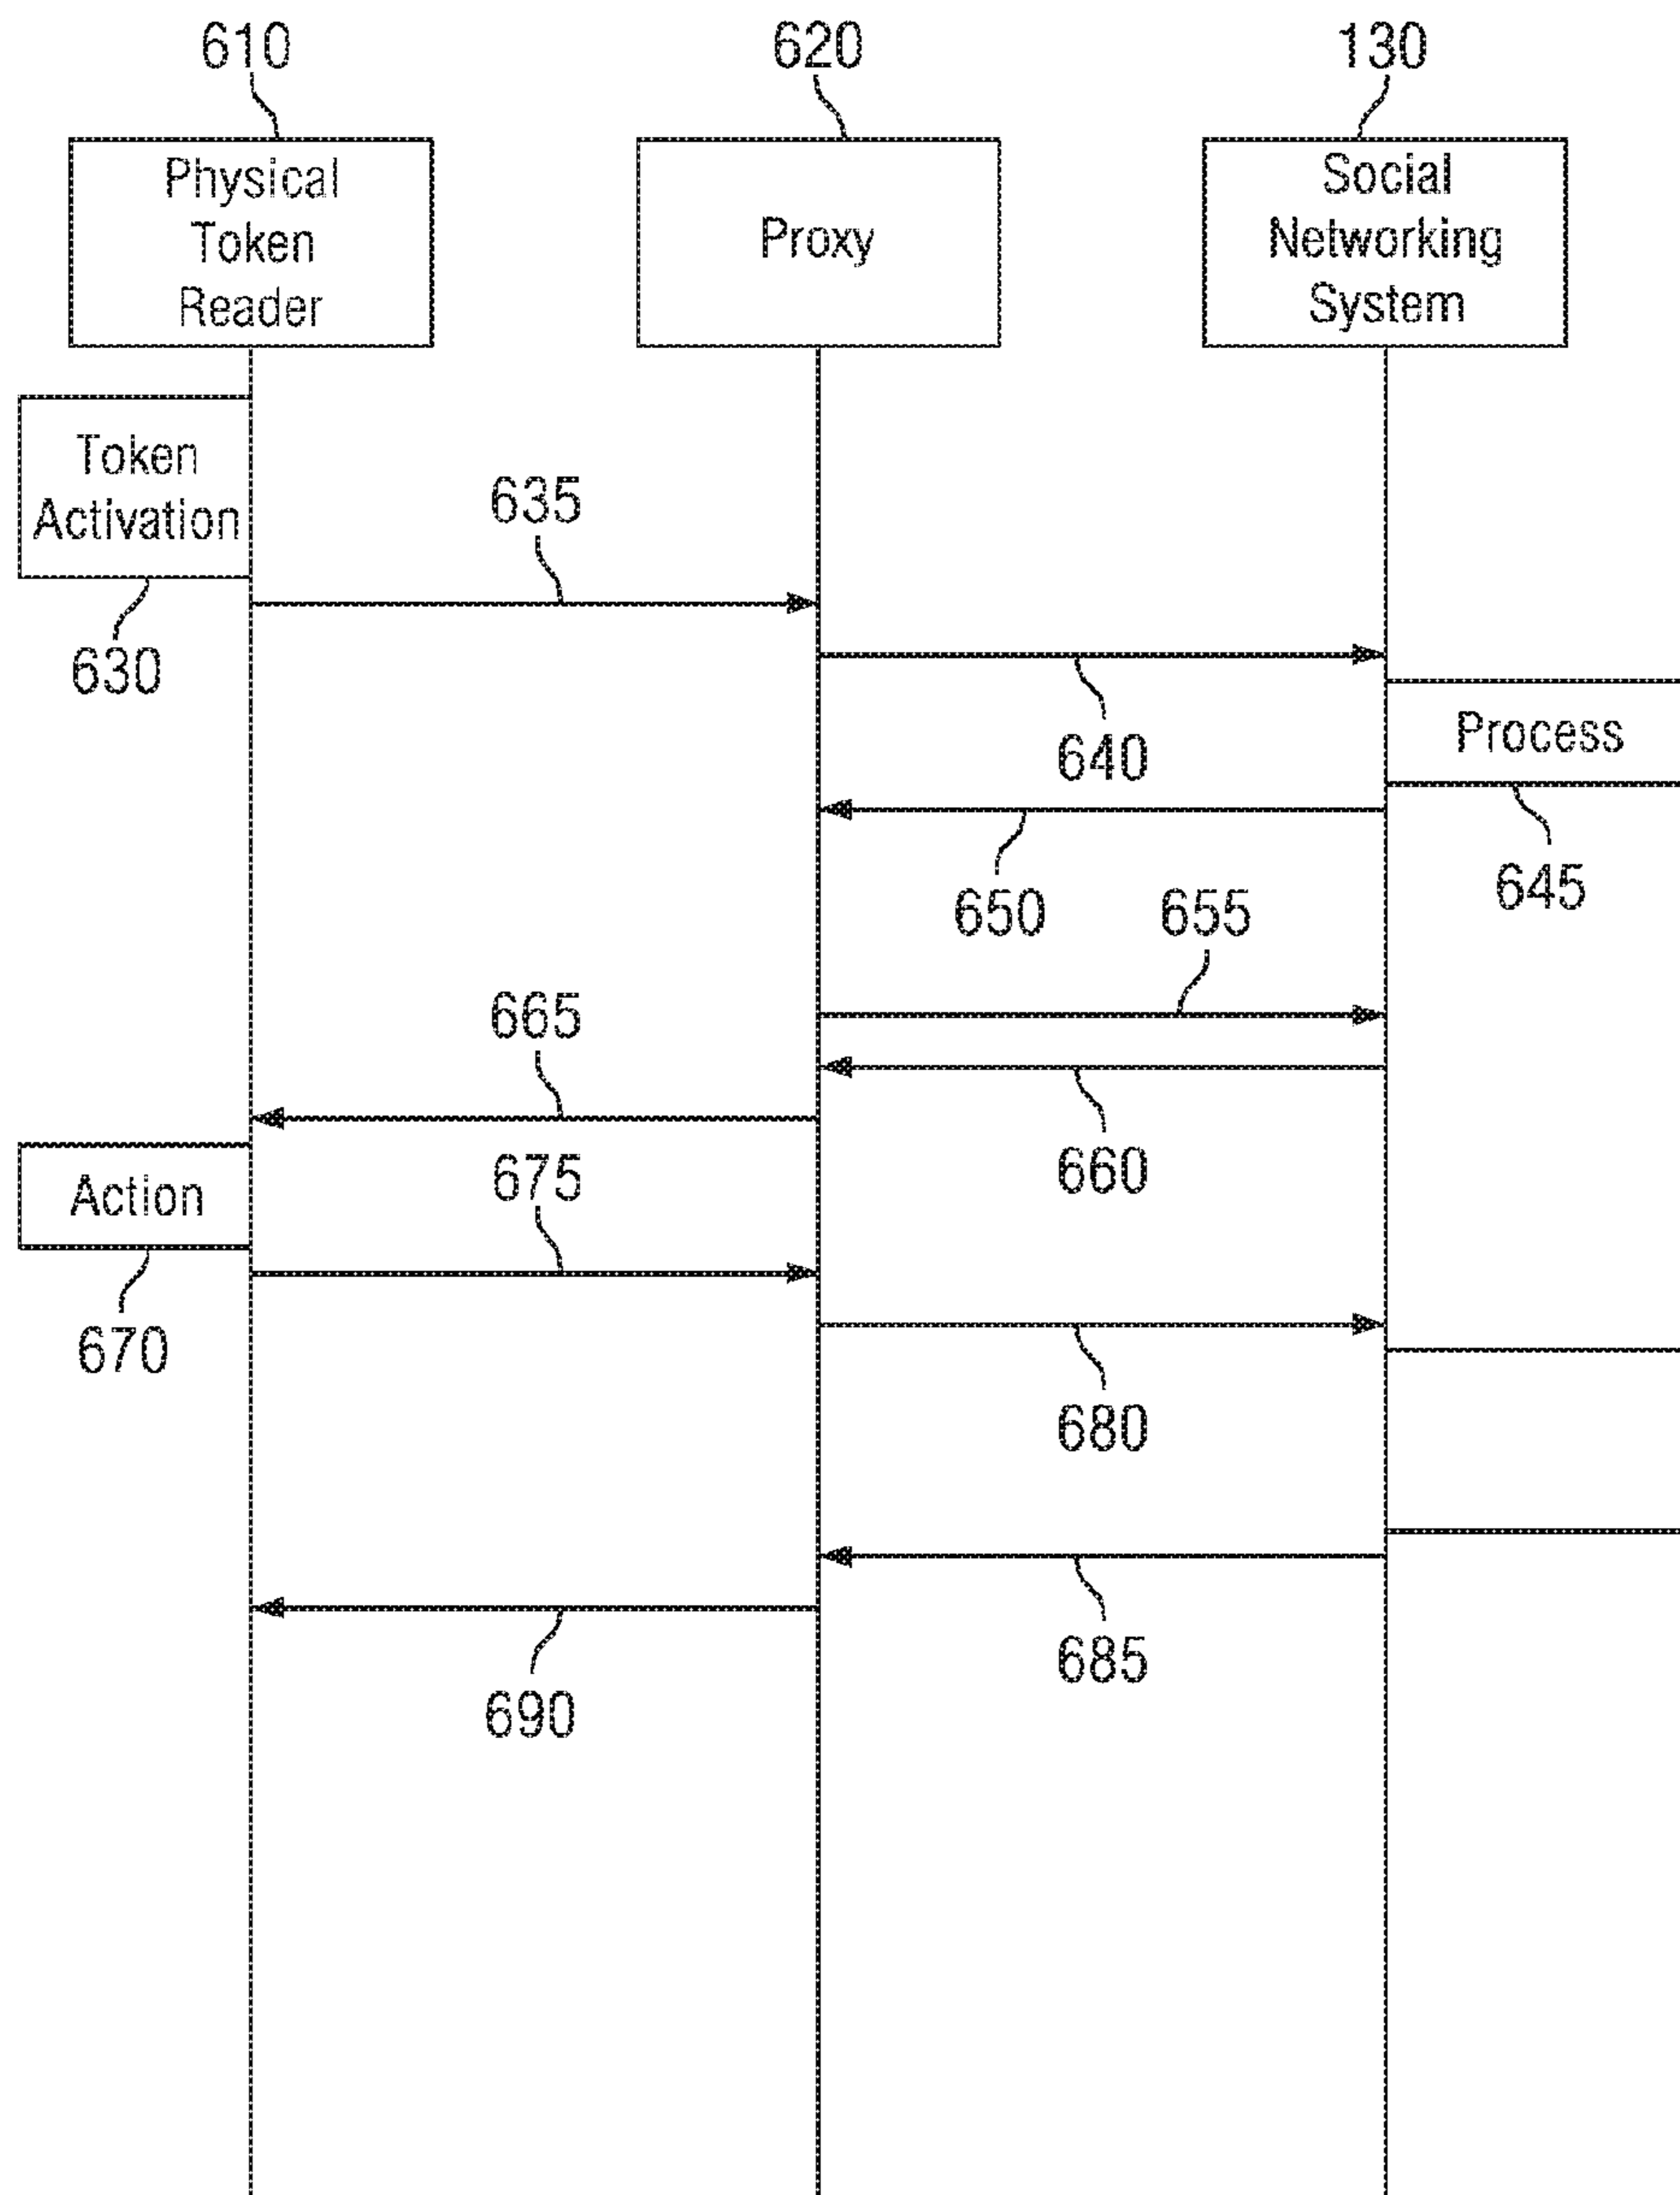 610
620
130
Physical
Token
Reader
Proxy
Social
Networking
System
Token
Activation
635
630
640
Process
650
655
645
665
660
Action
675
670
680
685
690